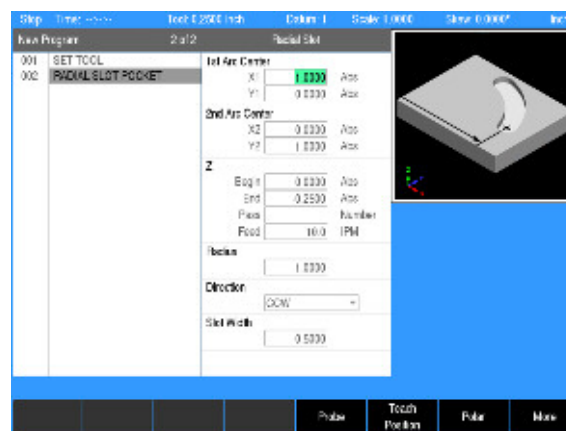 Stop Time: --:--:-- Tool: 0.2500 inch Datum: 1 Scale: 1.0000 Skew: 0.0000° Inch
New Program 2 of 2 Radial Slot
001 SET TOOL
002 RADIAL SLOT POCKET
1st Arc Center
X1 1.0000 Abs
Y1 0.0000 Abs
2nd Arc Center
X2 0.0000 Abs
Y2 1.0000 Abs
Z
Begin 0.0000 Abs
End -0.2500 Abs
Pass Number
Feed 10.0 IPM
Radius
1.0000
Direction
CCW
Slot Width
0.5000
Probe Teach Position Polar More